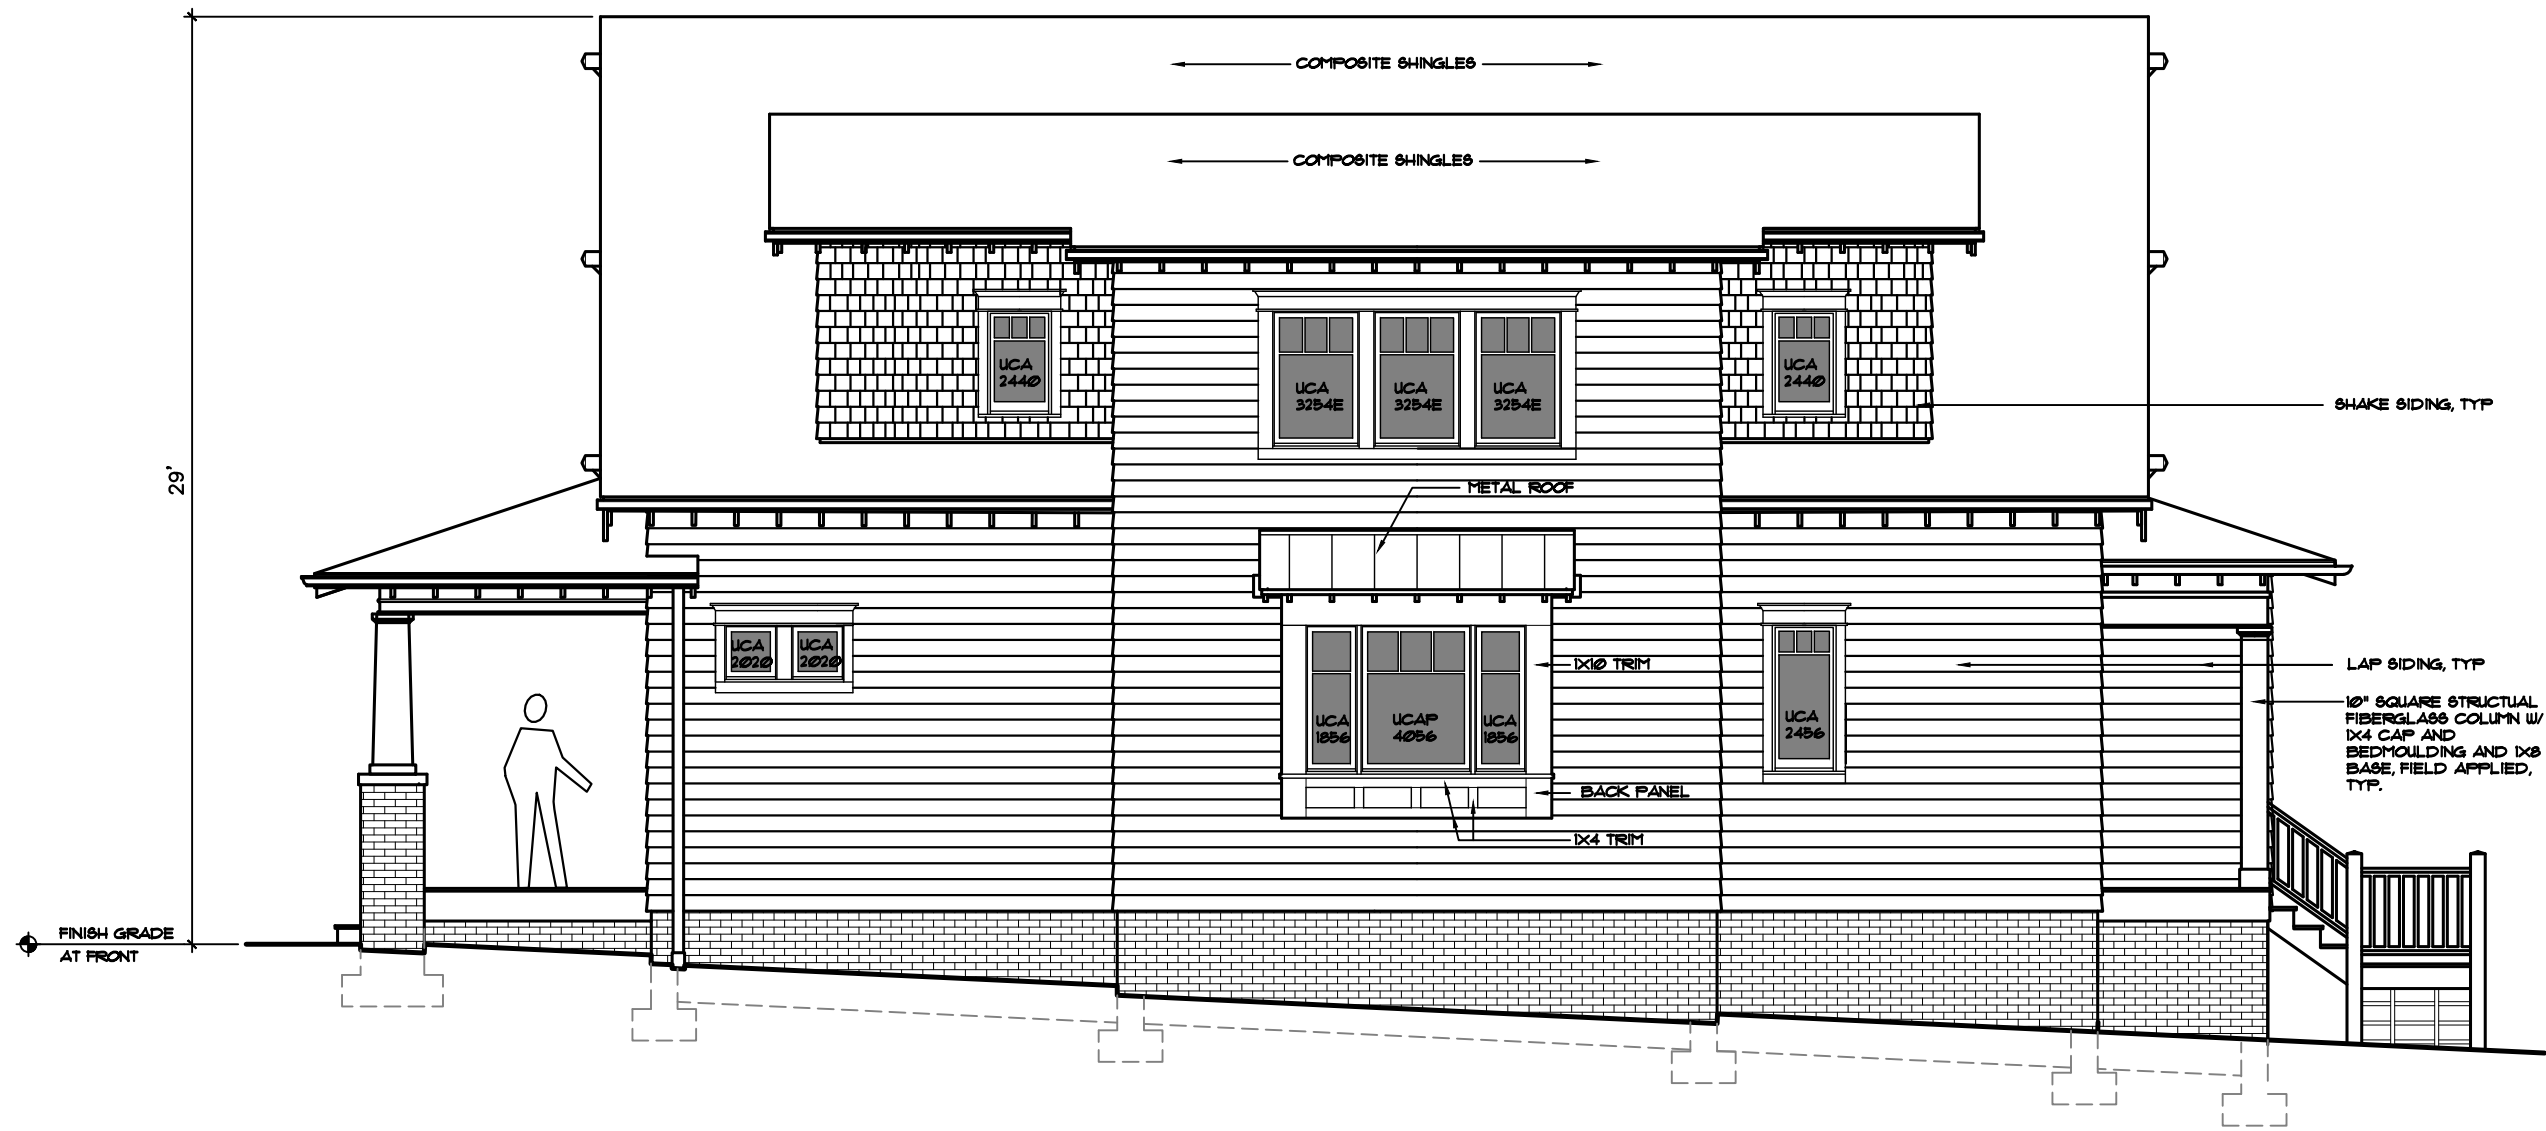 COMPOSITE SHINGLES
COMPOSITE SHINGLES
UCA
2440
UCA
3254E
UCA
3254E
UCA
3254E
UCA
2440
SHAKE SIDING, TYP
29'
METAL ROOF
UCA
2020
UCA
2020
1X10 TRIM
LAP SIDING, TYP
UCA
1856
UCAP
4056
UCA
1856
UCA
2456
10" SQUARE STRUCTUAL
FIBERGLASS COLUMN W/
1X4 CAP AND
BEDMOULDING AND 1X8
BASE, FIELD APPLIED,
TYP.
BACK PANEL
1X4 TRIM
FINISH GRADE
AT FRONT